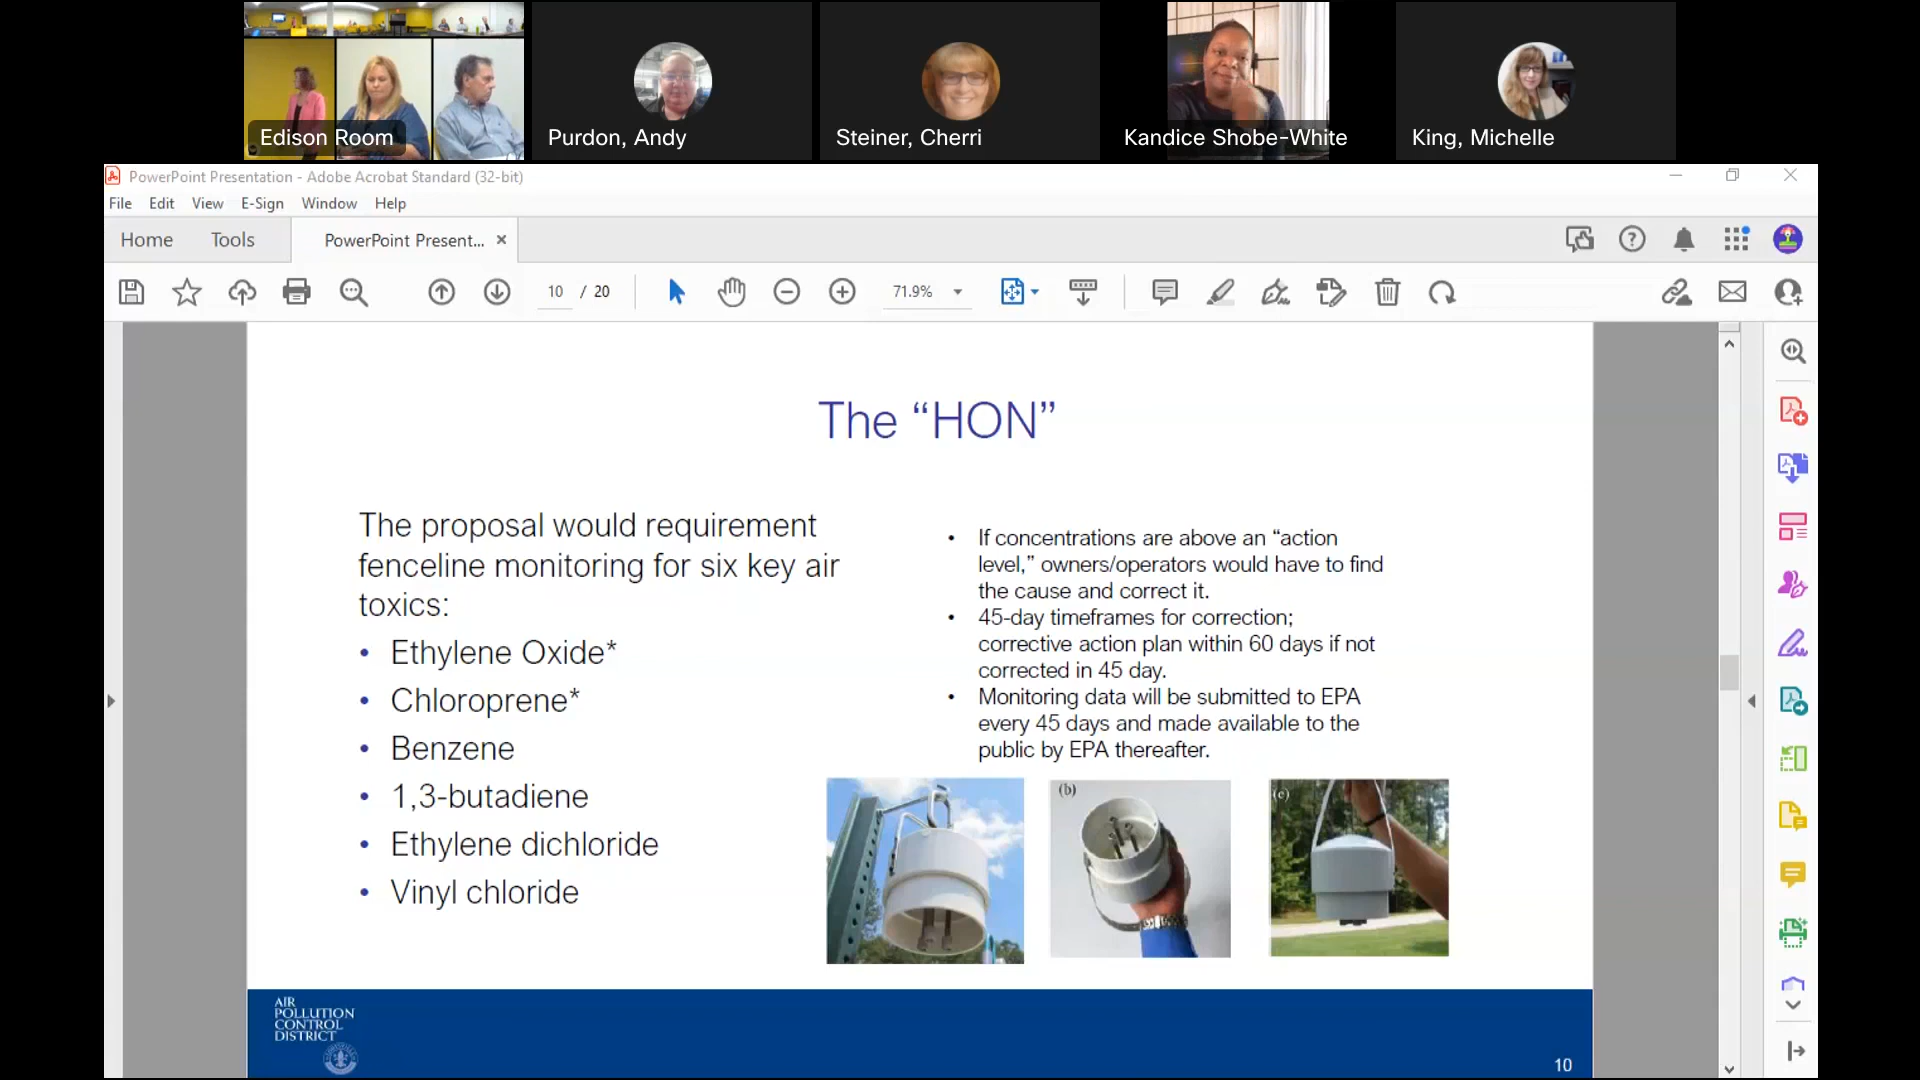 Edison Room
Purdon, Andy
Steiner, Cherri
Kandice Shobe-White
King, Michelle
PowerPoint Presentation - Adobe Acrobat Standard (32-bit)
File Edit View E-Sign Window Help
Home Tools PowerPoint Present...
10 / 20 71.9%
The “HON”
The proposal would requirement
fenceline monitoring for six key air
toxics:
• Ethylene Oxide*
• Chloroprene*
• Benzene
• 1,3-butadiene
• Ethylene dichloride
• Vinyl chloride
• If concentrations are above an “action
level,” owners/operators would have to find
the cause and correct it.
• 45-day timeframes for correction;
corrective action plan within 60 days if not
corrected in 45 day.
• Monitoring data will be submitted to EPA
every 45 days and made available to the
public by EPA thereafter.
(b)
(c)
AIR
POLLUTION
CONTROL
DISTRICT
10